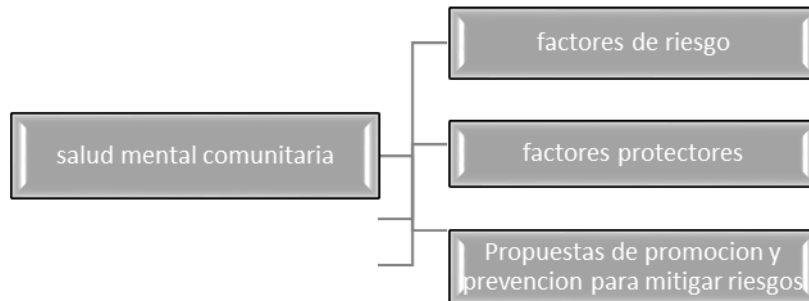 salud mental comunitaria
factores de riesgo
factores protectores
Propuestas de promocion y
prevencion para mitigar riesgos